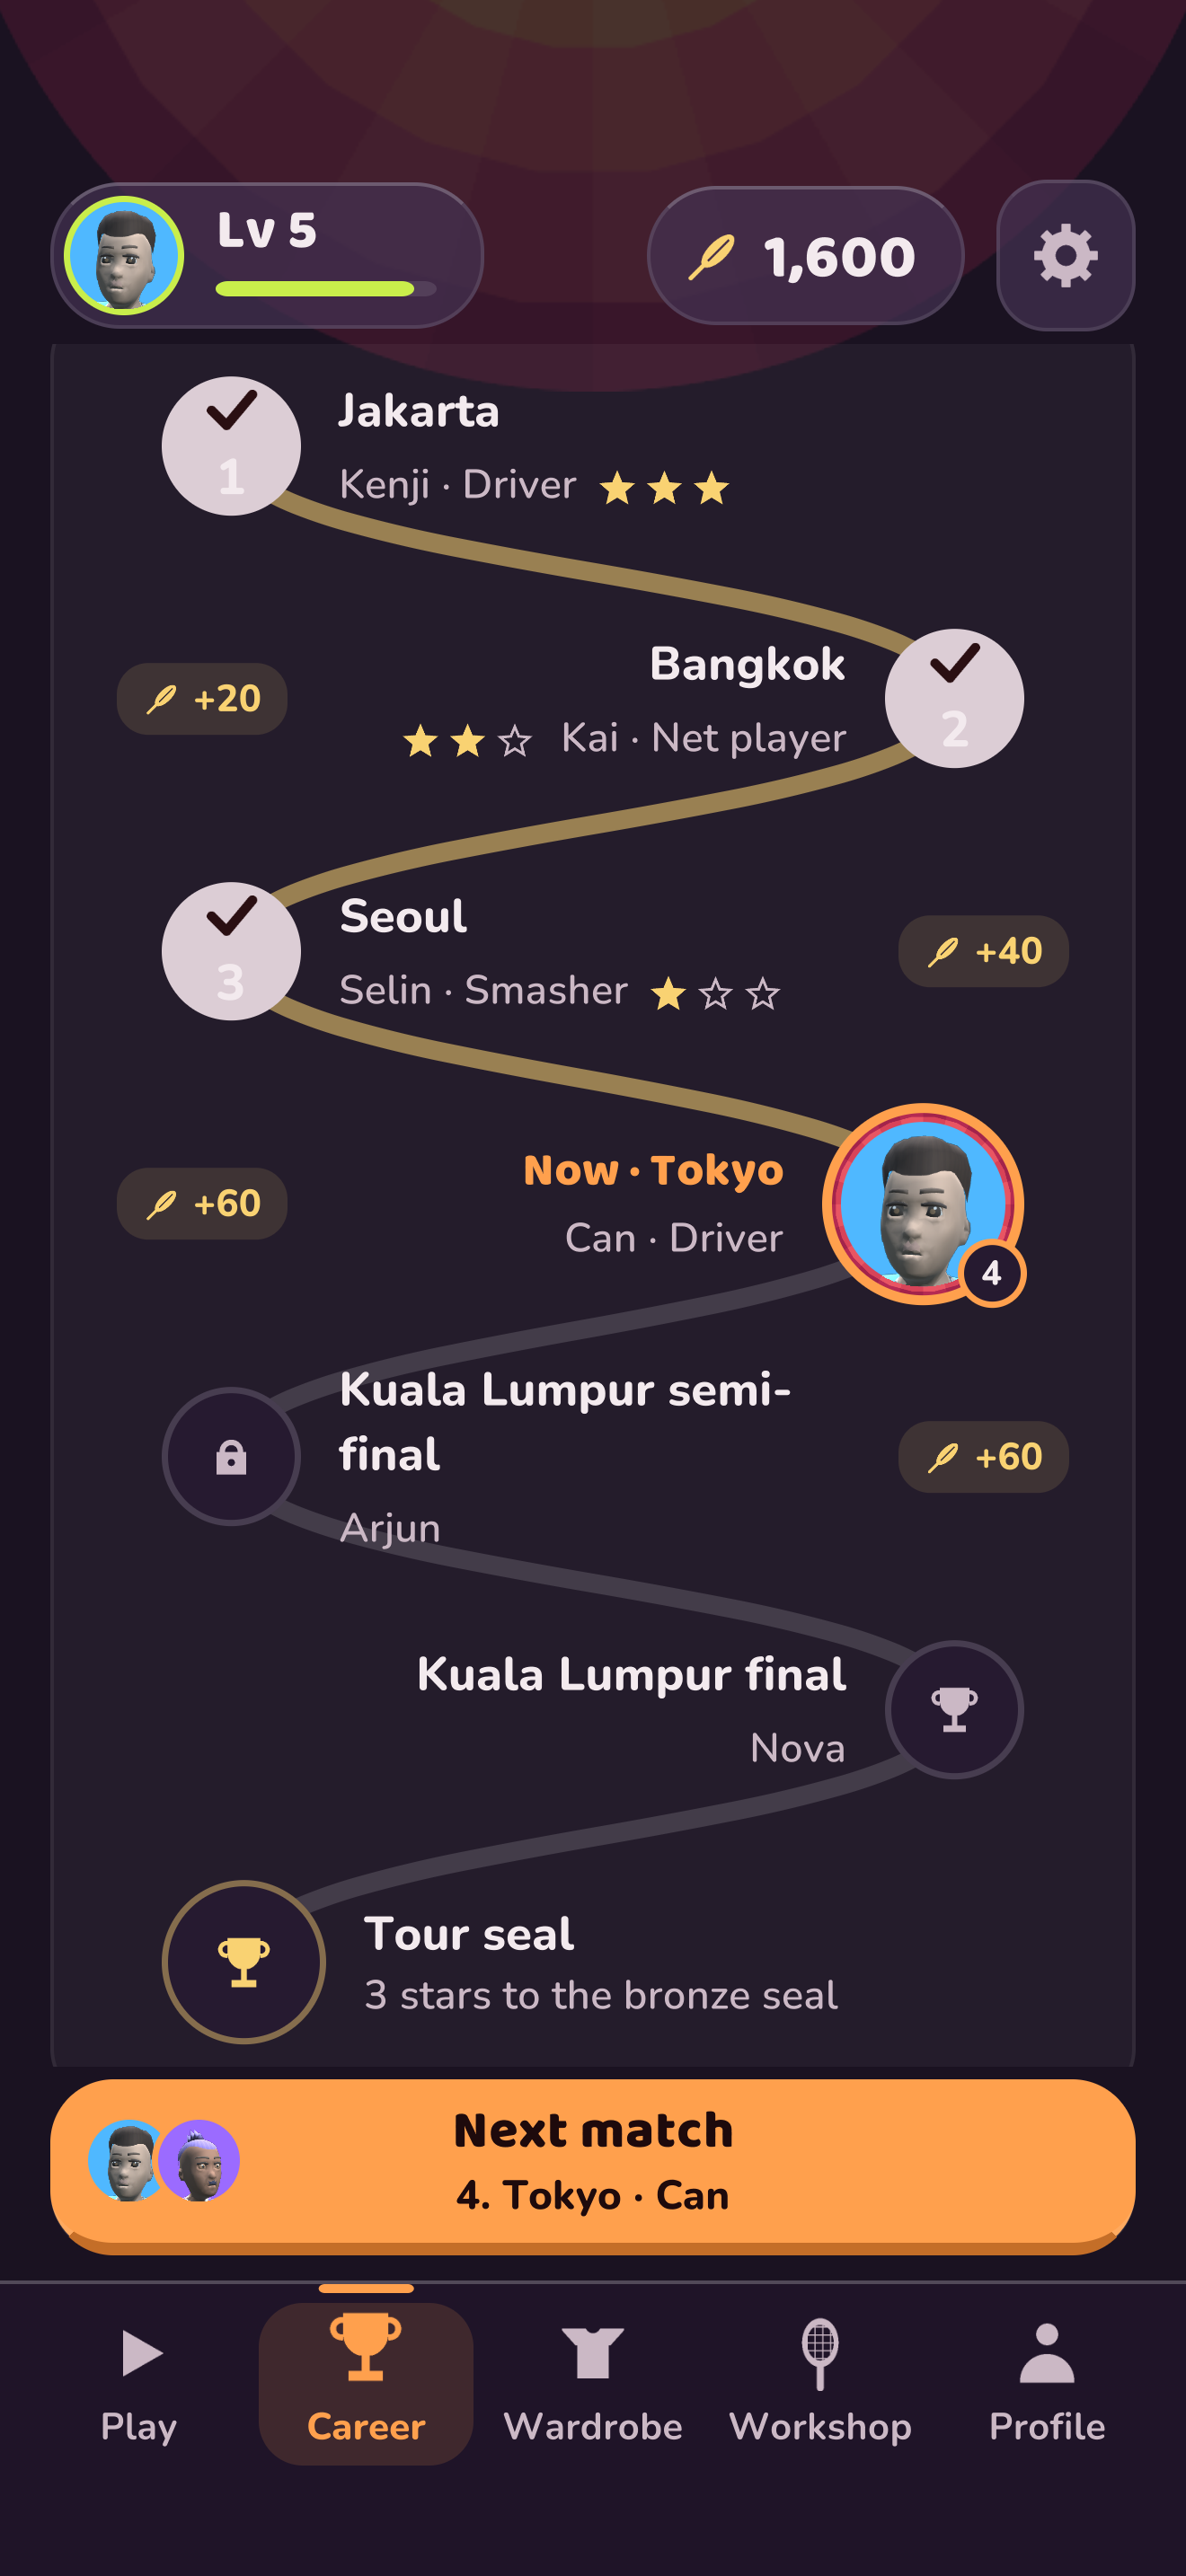 Lv 5
1,600
1
Jakarta
Kenji · Driver
Bangkok
+20
Kai · Net player
2
3
Seoul
+40
Selin · Smasher
Now · Tokyo
+60
Can · Driver
4
Kuala Lumpur semi-
final
+60
Arjun
Kuala Lumpur final
Nova
Tour seal
3 stars to the bronze seal
Next match
4. Tokyo · Can
Play
Career
Wardrobe
Workshop
Profile